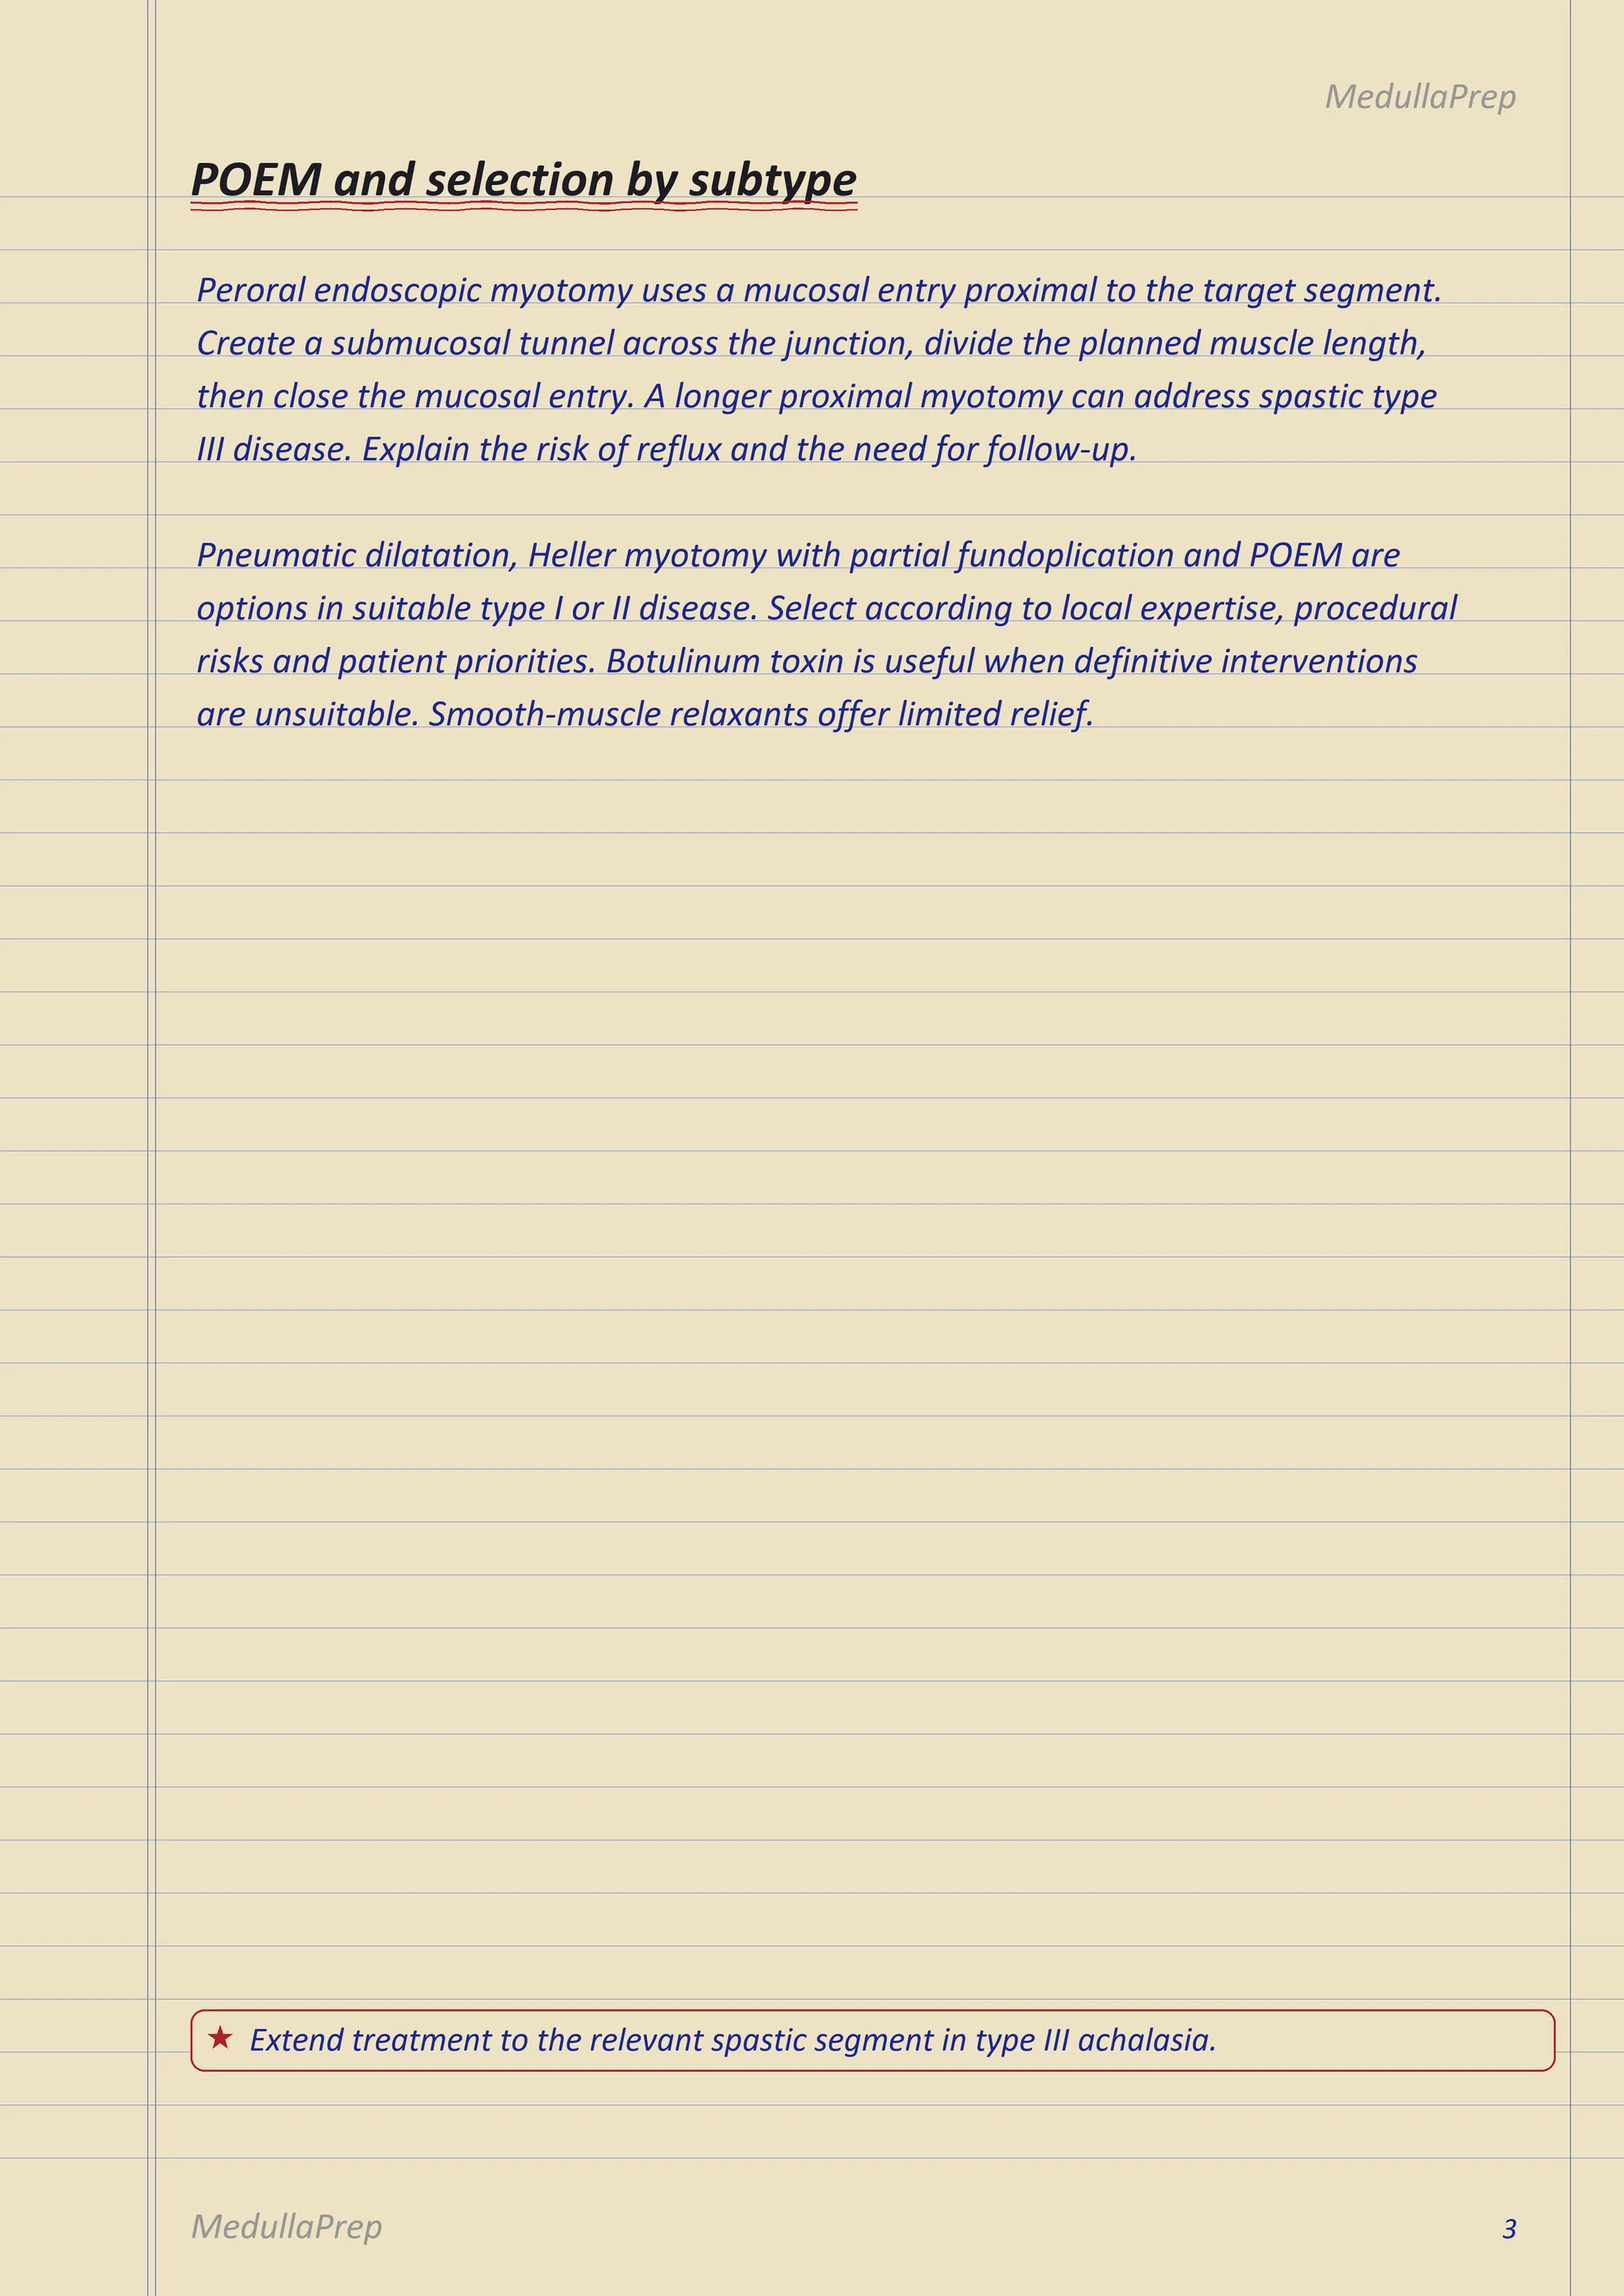 MedullaPrep
POEM and selection by subtype
Peroral endoscopic myotomy uses a mucosal entry proximal to the target segment.
Create a submucosal tunnel across the junction, divide the planned muscle length,
then close the mucosal entry. A longer proximal myotomy can address spastic type
III disease. Explain the risk of reflux and the need for follow-up.
Pneumatic dilatation, Heller myotomy with partial fundoplication and POEM are
options in suitable type I or II disease. Select according to local expertise, procedural
risks and patient priorities. Botulinum toxin is useful when definitive interventions
are unsuitable. Smooth-muscle relaxants offer limited relief.
★ Extend treatment to the relevant spastic segment in type III achalasia.
MedullaPrep
3